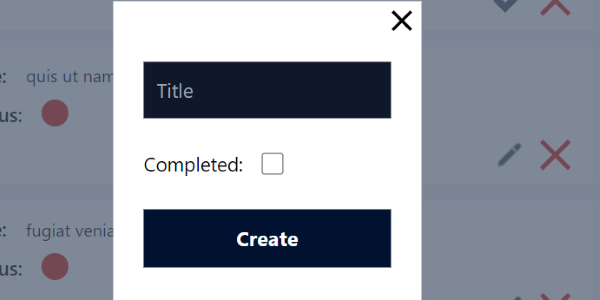 e: quis ut nam
Title
us:
Completed:
Create
e: fugiat venia
us: